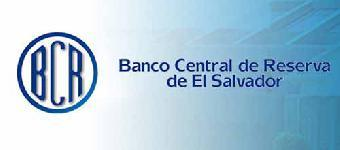 BCR
Banco Central de Reserva
de El Salvador